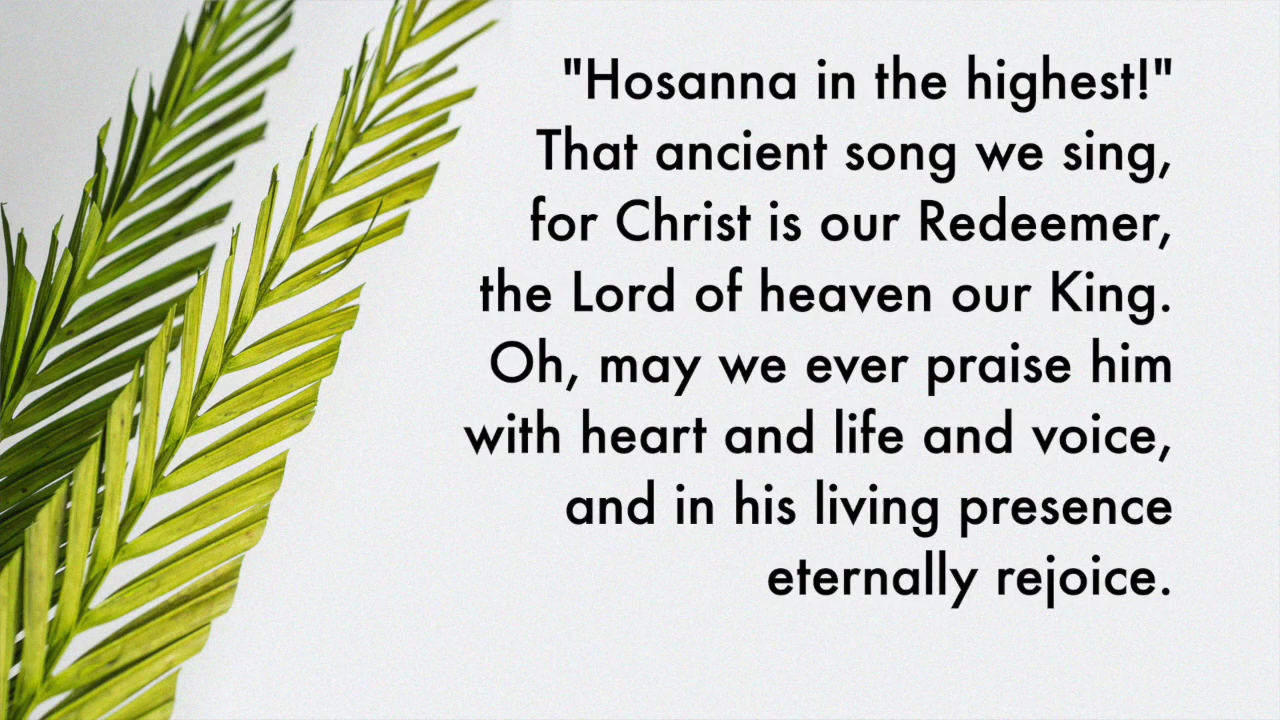 "Hosanna in the highest!"
That ancient song we sing,
for Christ is our Redeemer,
the Lord of heaven our King.
Oh, may we ever praise him
with heart and life and voice,
and in his living presence
eternally rejoice.